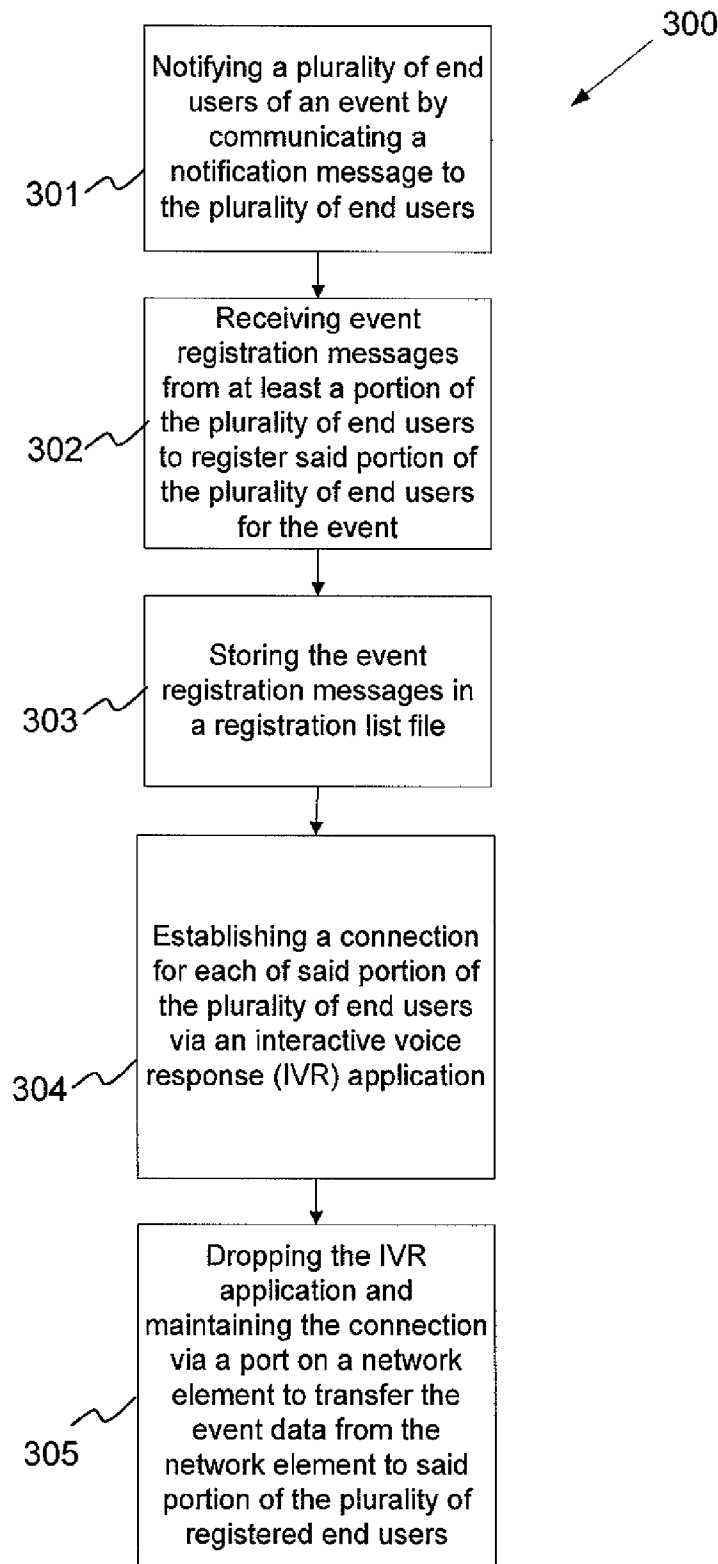 300
Notifying a plurality of end
users of an event by
communicating a
notification message to
the plurality of end users
301
Receiving event
registration messages
from at least a portion of
the plurality of end users
to register said portion of
the plurality of end users
for the event
302
Storing the event
registration messages in
a registration list file
303
Establishing a connection
for each of said portion of
the plurality of end users
via an interactive voice
response (IVR) application
304
Dropping the IVR
application and
maintaining the connection
via a port on a network
element to transfer the
event data from the
network element to said
portion of the plurality of
registered end users
305